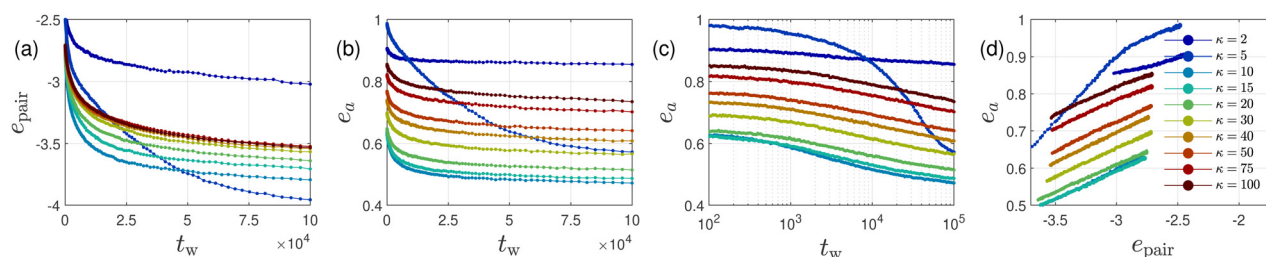 (a)
-2.5
-3
-3.5
-4
e_pair
0 2.5 5 7.5 10
t_w
×10^4
(b)
1
0.8
0.6
0.4
e_a
0 2.5 5 7.5 10
t_w
×10^4
(c)
1
0.8
0.6
0.4
e_a
10^2 10^3 10^4 10^5
t_w
(d)
1
0.9
0.8
0.7
0.6
0.5
e_a
-3.5 -3 -2.5 -2
e_pair
κ = 2
κ = 5
κ = 10
κ = 15
κ = 20
κ = 30
κ = 40
κ = 50
κ = 75
κ = 100